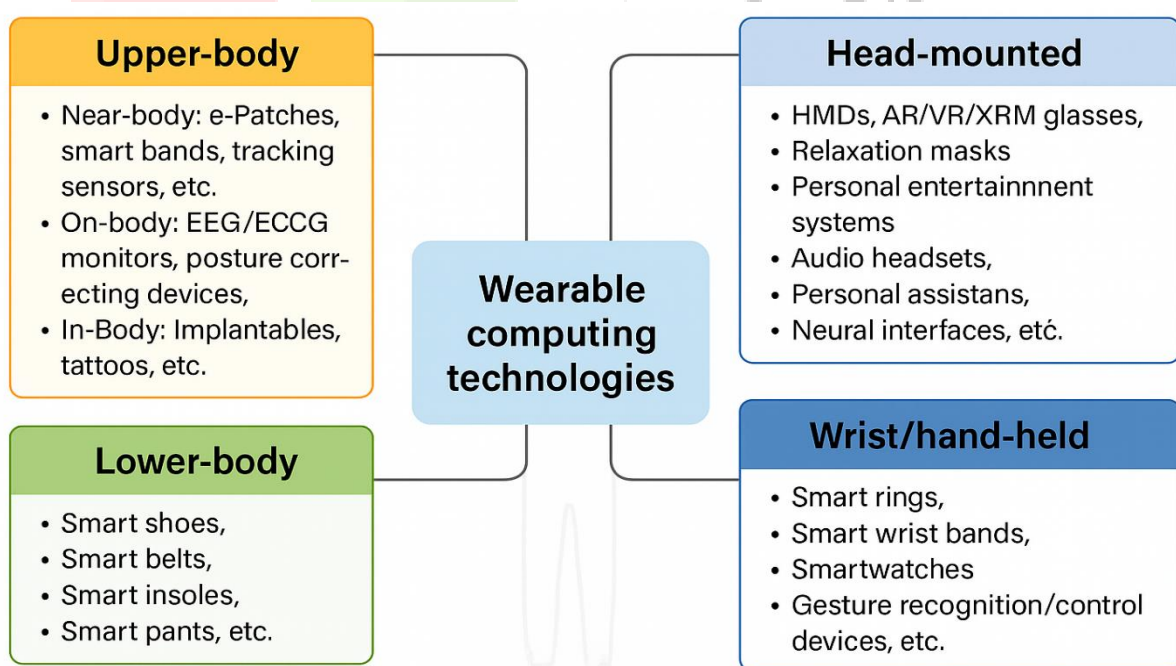 Upper-body
• Near-body: e-Patches,
smart bands, tracking
sensors, etc.
• On-body: EEG/ECCG
monitors, posture corr-
ecting devices,
• In-Body: Implantables,
tattoos, etc.
Lower-body
• Smart shoes,
• Smart belts,
• Smart insoles,
• Smart pants, etc.
Wearable
computing
technologies
Head-mounted
• HMDs, AR/VR/XRM glasses,
• Relaxation masks
• Personal entertainnnent
systems
• Audio headsets,
• Personal assistans,
• Neural interfaces, etċ.
Wrist/hand-held
• Smart rings,
• Smart wrist bands,
• Smartwatches
• Gesture recognition/control
devices, etc.